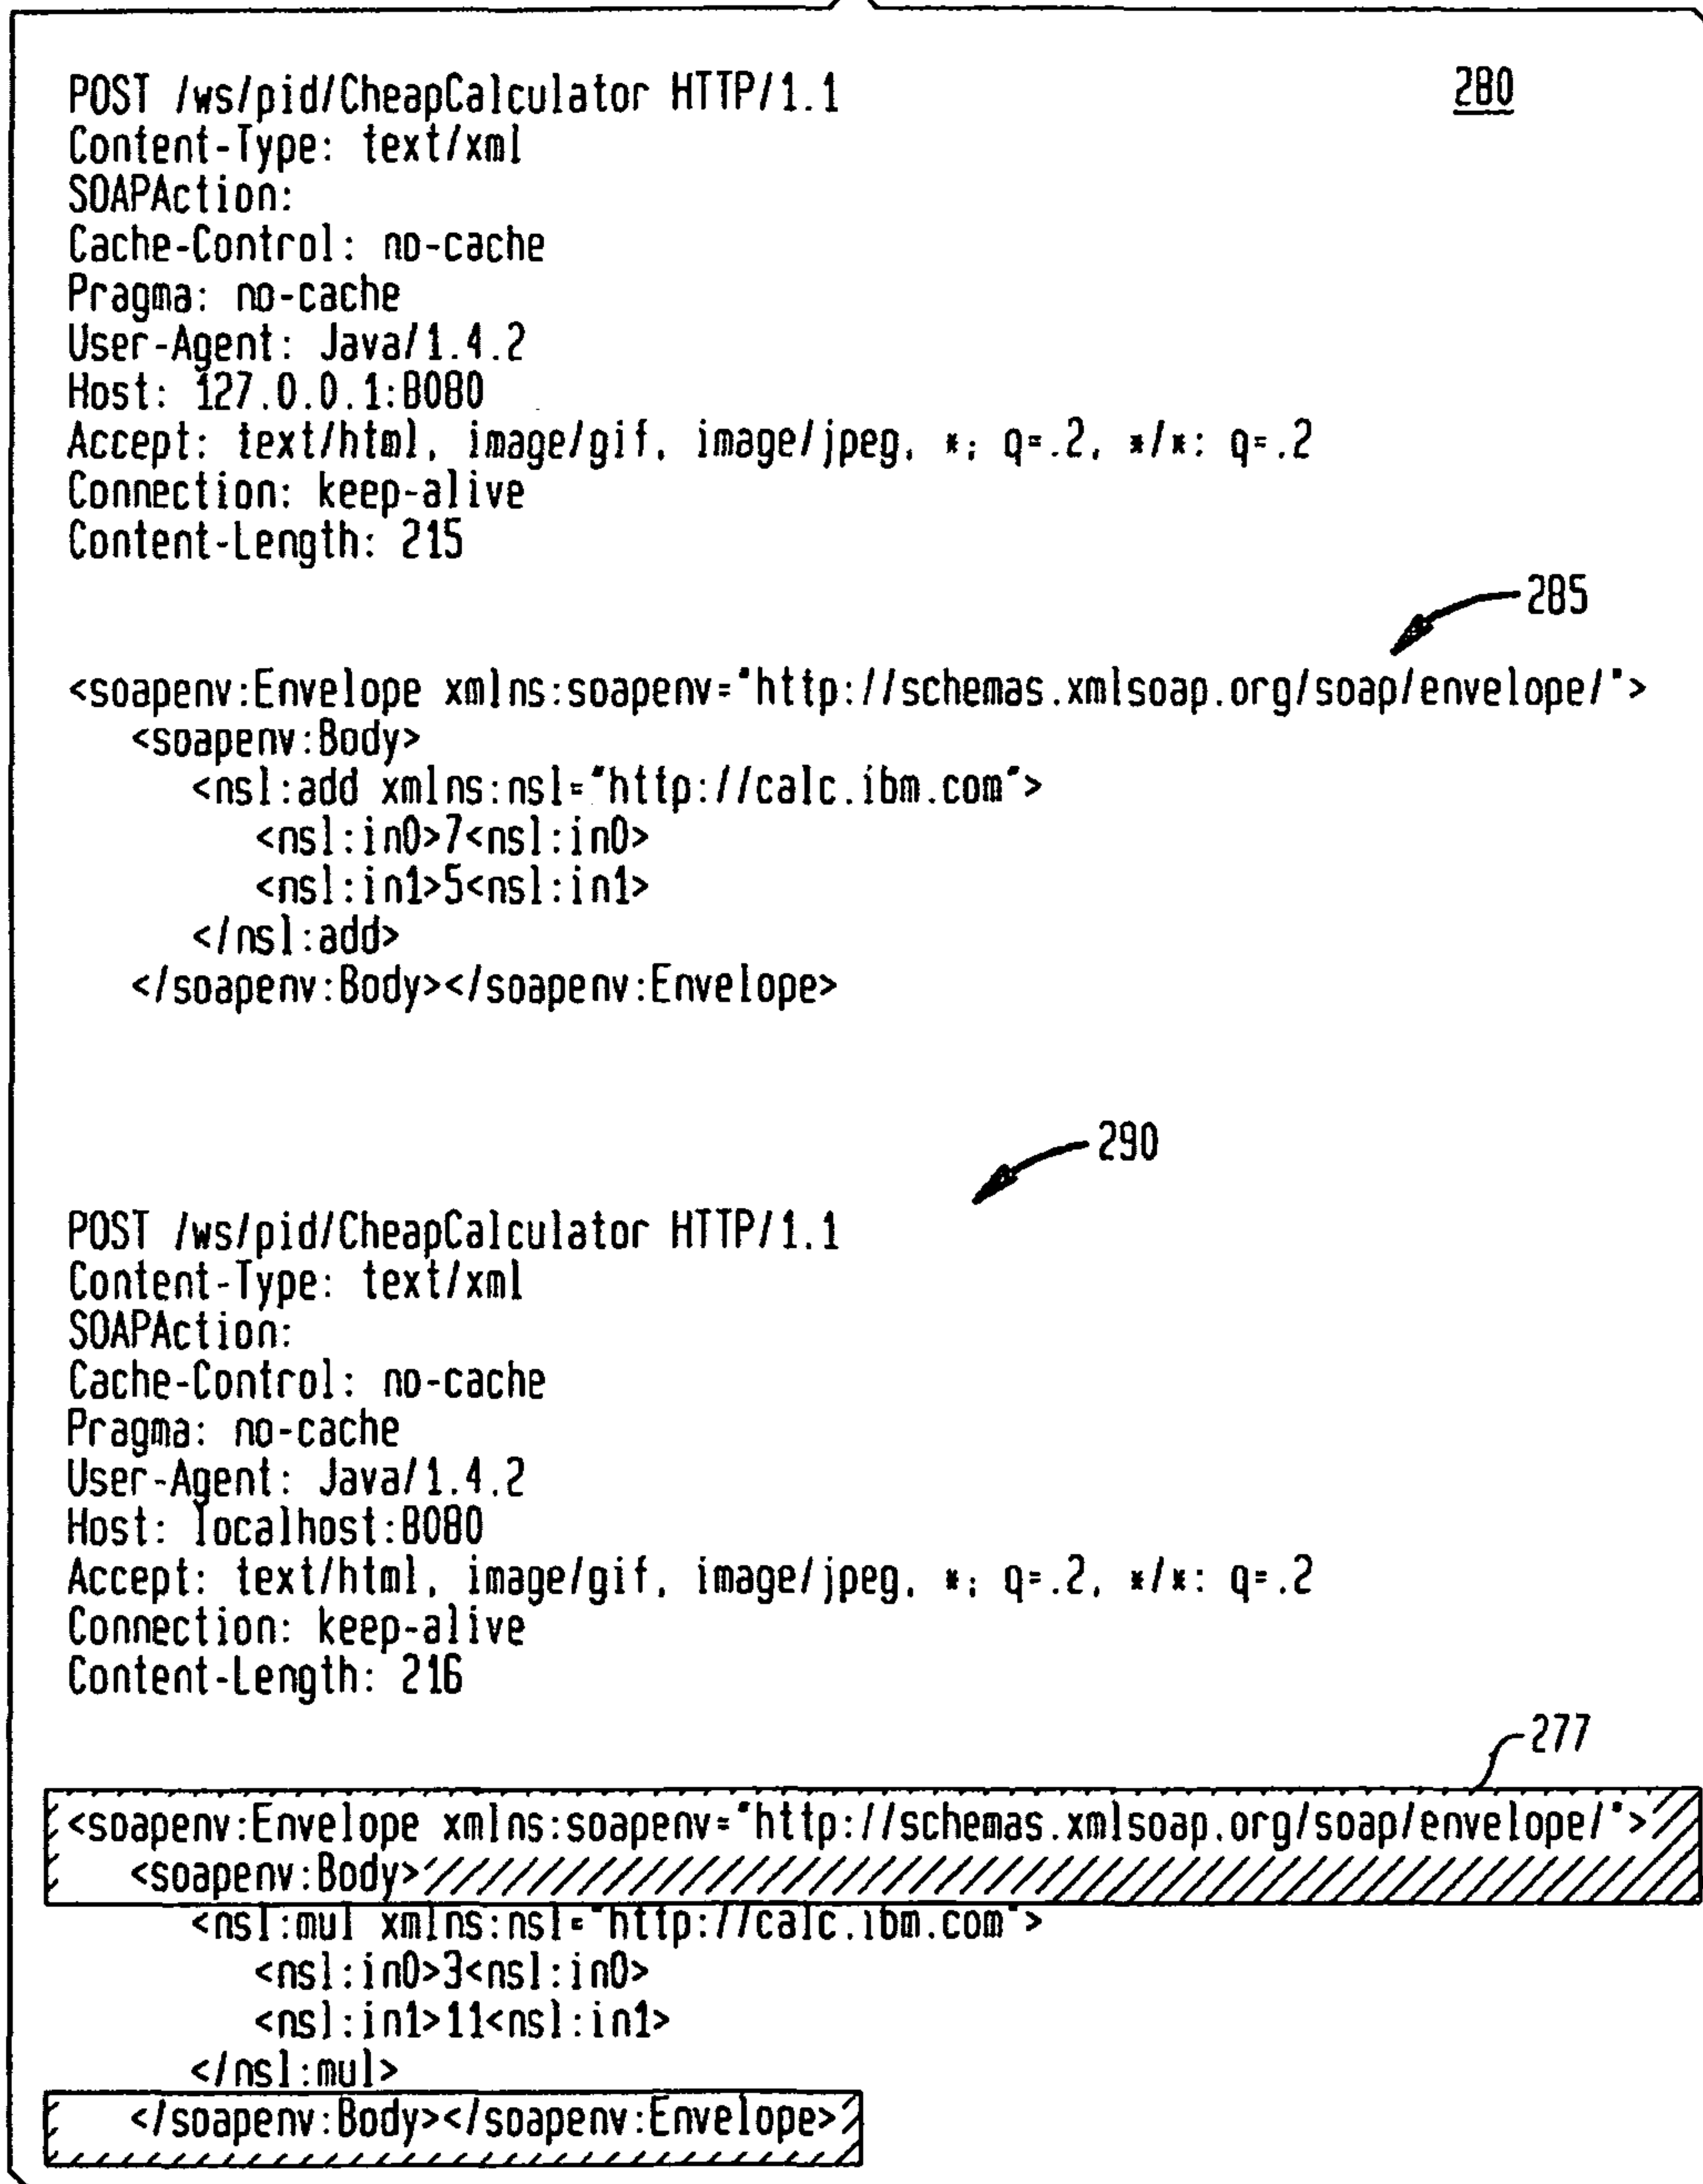 POST /ws/pid/CheapCalculator HTTP/1.1
280
Content-Type: text/xml
SOAPAction:
Cache-Control: no-cache
Pragma: no-cache
User-Agent: Java/1.4.2
Host: 127.0.0.1:8080
Accept: text/html, image/gif, image/jpeg, *; q=.2, */*: q=.2
Connection: keep-alive
Content-Length: 215
285
<soapenv:Envelope xmlns:soapenv="http://schemas.xmlsoap.org/soap/envelope/">
<soapenv:Body>
<nsl:add xmlns:nsl="http://calc.ibm.com">
<nsl:in0>7<nsl:in0>
<nsl:in1>5<nsl:in1>
</nsl:add>
</soapenv:Body></soapenv:Envelope>
290
POST /ws/pid/CheapCalculator HTTP/1.1
Content-Type: text/xml
SOAPAction:
Cache-Control: no-cache
Pragma: no-cache
User-Agent: Java/1.4.2
Host: localhost:8080
Accept: text/html, image/gif, image/jpeg, *; q=.2, */*: q=.2
Connection: keep-alive
Content-Length: 216
277
<soapenv:Envelope xmlns:soapenv="http://schemas.xmlsoap.org/soap/envelope/">
<soapenv:Body>
<nsl:mul xmlns:nsl="http://calc.ibm.com">
<nsl:in0>3<nsl:in0>
<nsl:in1>11<nsl:in1>
</nsl:mul>
</soapenv:Body></soapenv:Envelope>